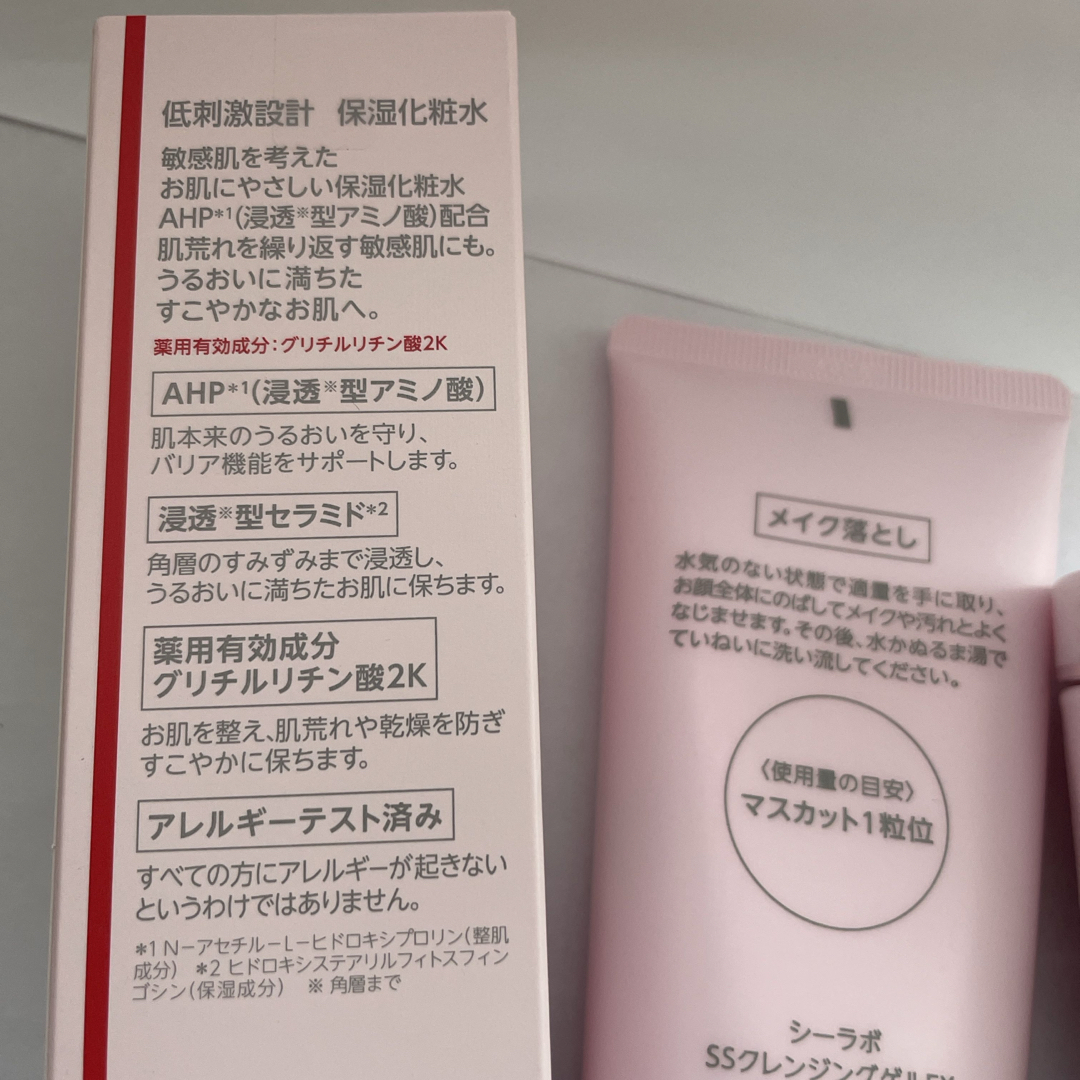 低刺激設計 保湿化粧水
敏感肌を考えた
お肌にやさしい保湿化粧水
AHP*1(浸透※型アミノ酸)配合
肌荒れを繰り返す敏感肌にも。
うるおいに満ちた
すこやかなお肌へ。
薬用有効成分:グリチルリチン酸2K
AHP*1(浸透※型アミノ酸)
肌本来のうるおいを守り、
バリア機能をサポートします。
浸透※型セラミド*2
角層のすみずみまで浸透し、
うるおいに満ちたお肌に保ちます。
薬用有効成分
グリチルリチン酸2K
お肌を整え、肌荒れや乾燥を防ぎ
すこやかに保ちます。
アレルギーテスト済み
すべての方にアレルギーが起きない
というわけではありません。
*1 N-アセチル-L-ヒドロキシプロリン(整肌
成分) *2 ヒドロキシステアリルフィトスフィン
ゴシン(保湿成分) ※ 角層まで
メイク落とし
水気のない状態で適量を手に取り、
お顔全体にのばしてメイクや汚れとよく
なじませます。その後、水かぬるま湯で
ていねいに洗い流してください。
〈使用量の目安〉
マスカット1粒位
シーラボ
SSクレンジングゲルEX